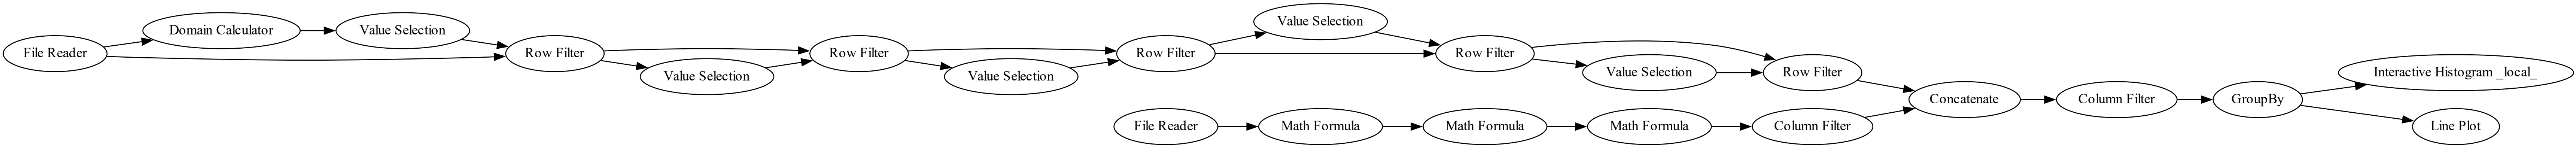 File Reader
Domain Calculator
Value Selection
Row Filter
Value Selection
Row Filter
Value Selection
Row Filter
Value Selection
Row Filter
Value Selection
Row Filter
File Reader
Math Formula
Math Formula
Math Formula
Column Filter
Concatenate
Column Filter
GroupBy
Interactive Histogram _local_
Line Plot